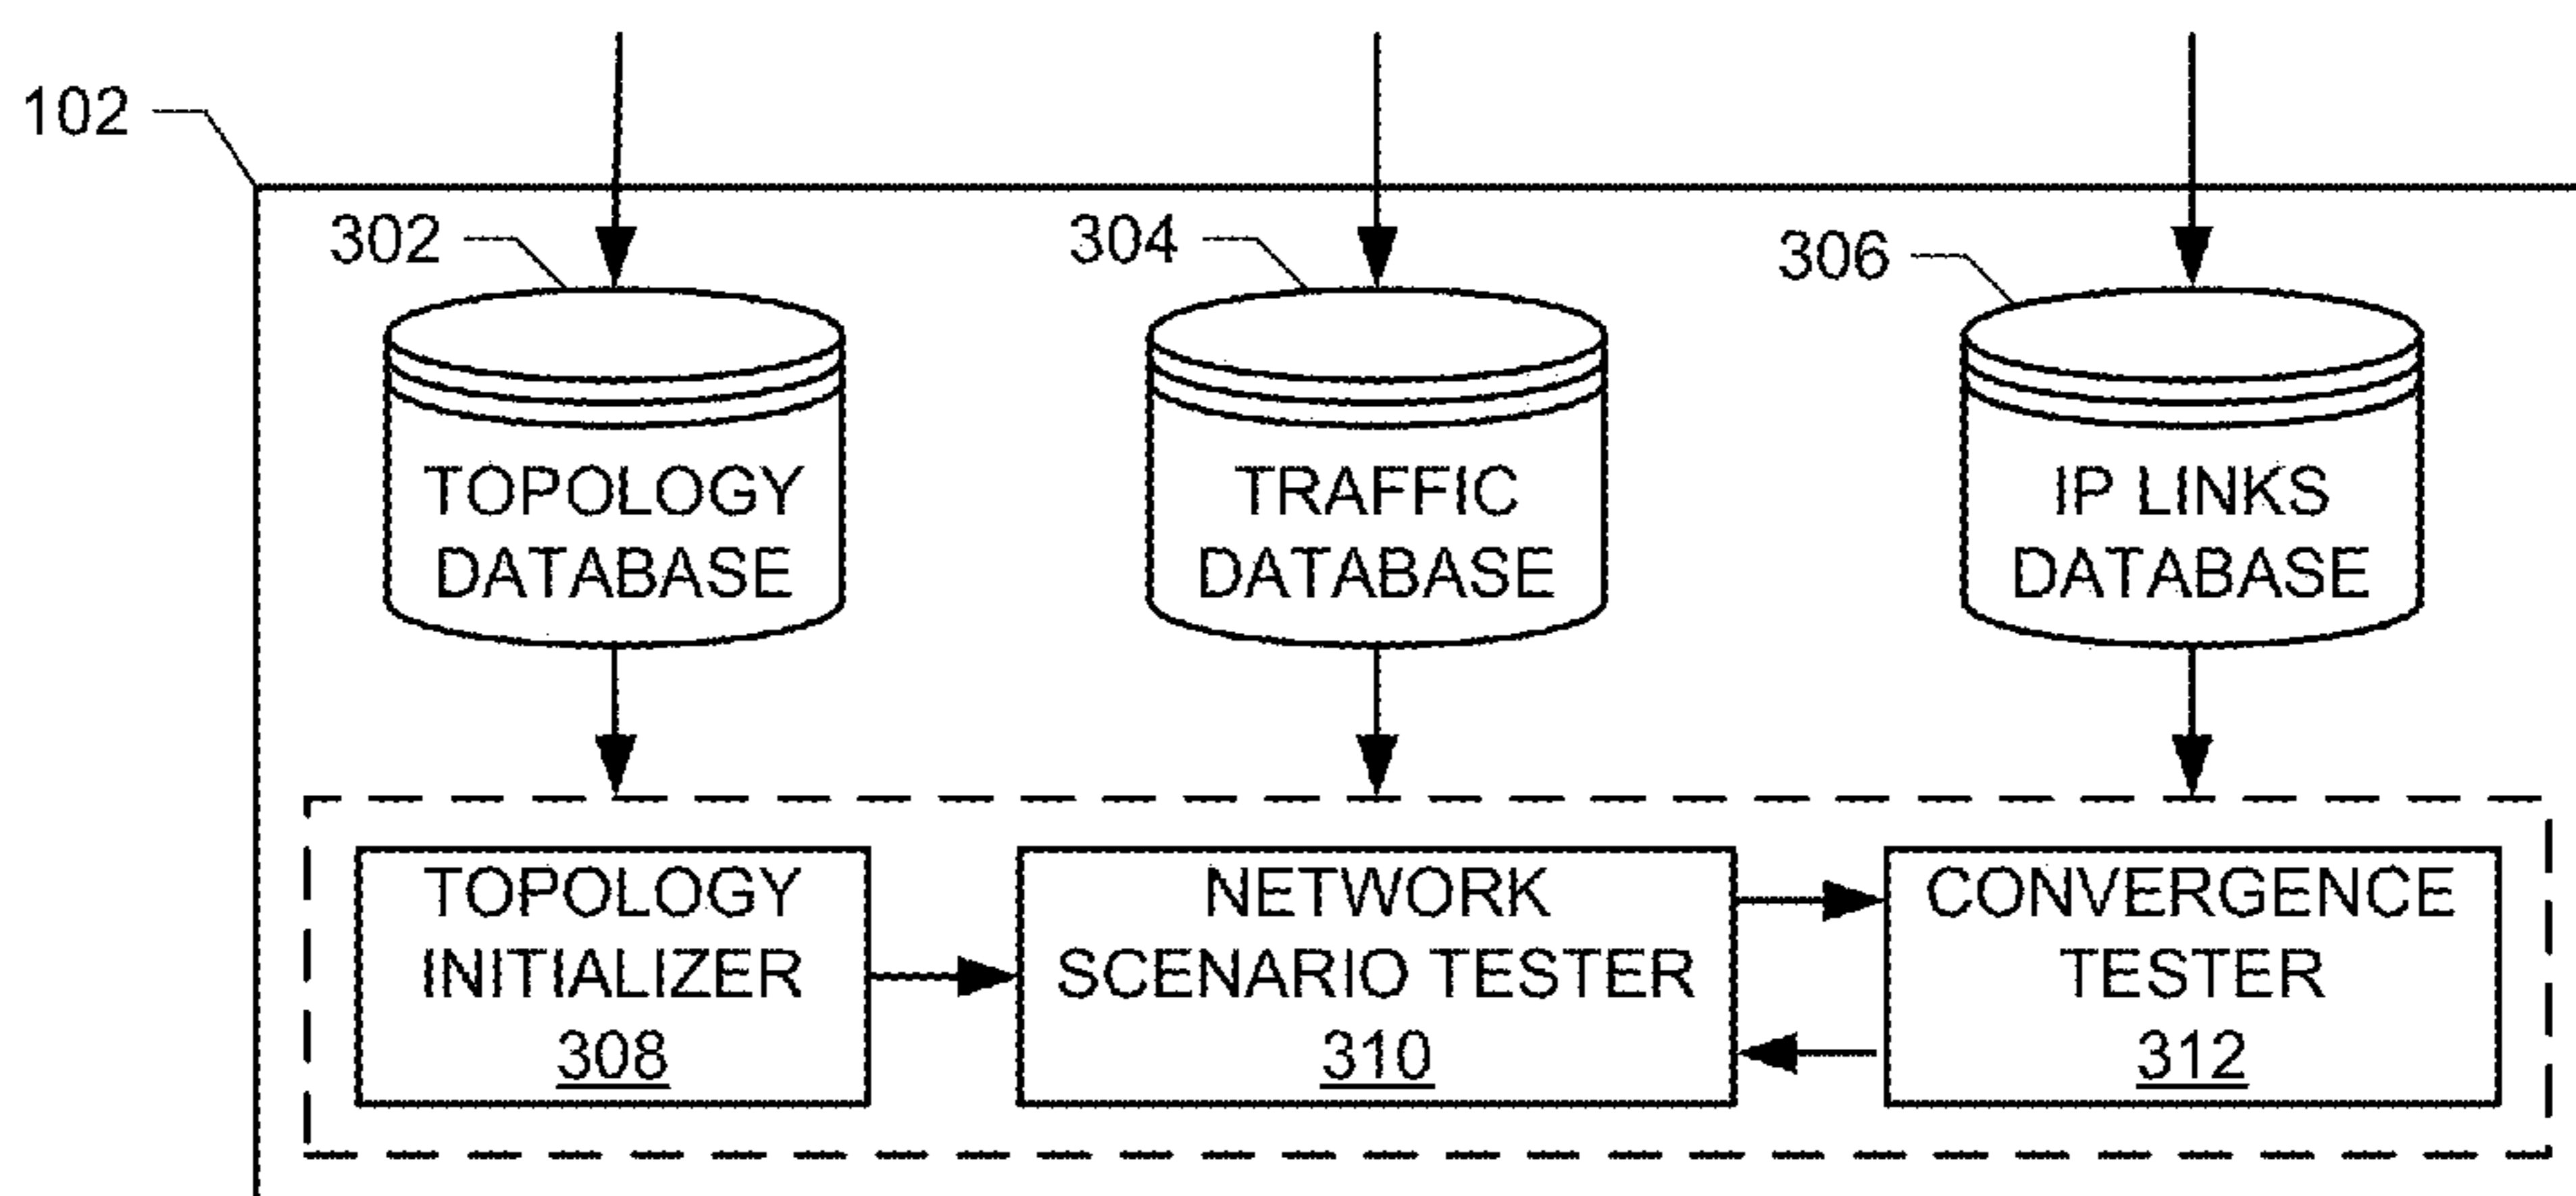 102
302
304
306
TOPOLOGY
DATABASE
TRAFFIC
DATABASE
IP LINKS
DATABASE
TOPOLOGY
INITIALIZER
308
NETWORK
SCENARIO TESTER
310
CONVERGENCE
TESTER
312